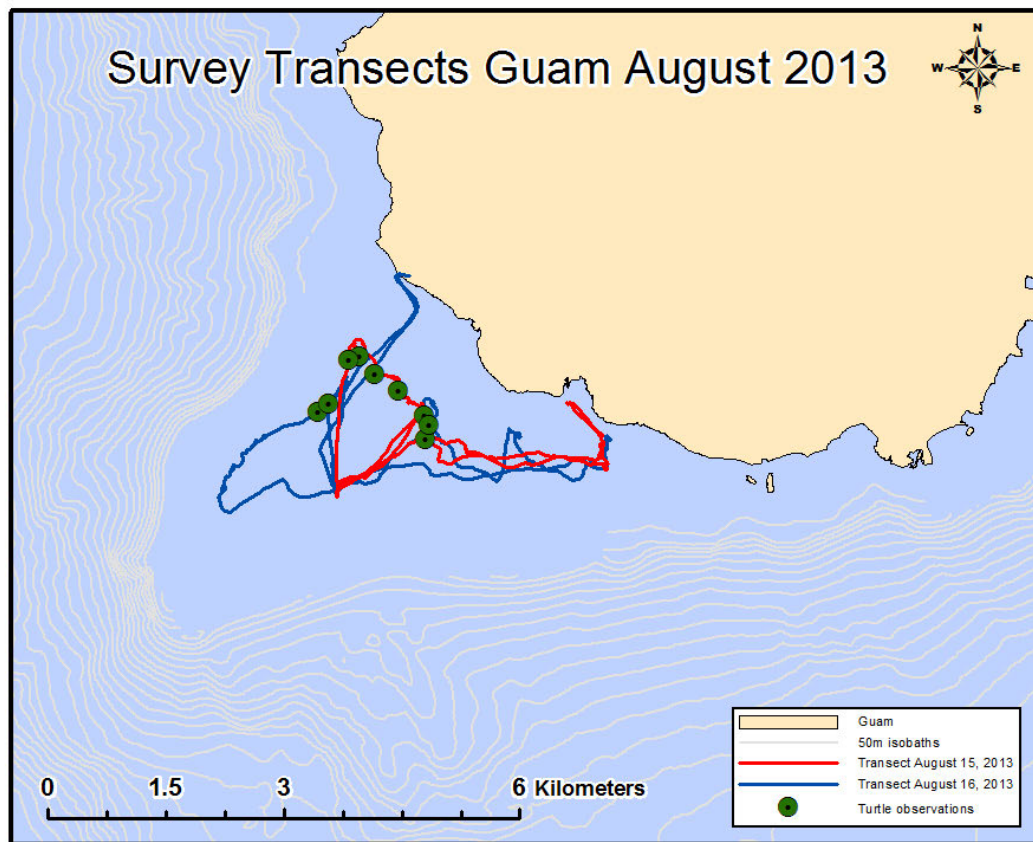 Survey Transects Guam August 2013
N
W E
S
Guam
50m isobaths
Transect August 15, 2013
Transect August 16, 2013
Turtle observations
0 1.5 3 6 Kilometers